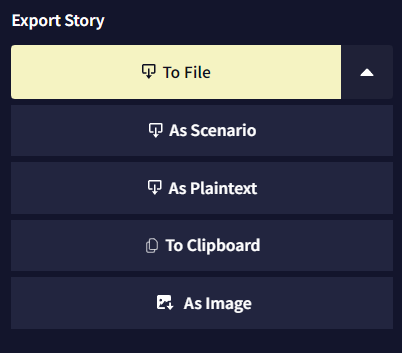 Export Story
To File
As Scenario
As Plaintext
To Clipboard
As Image